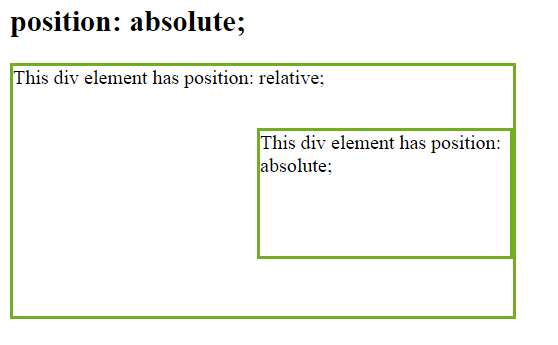 position: absolute;
This div element has position: relative;
This div element has position:
absolute;